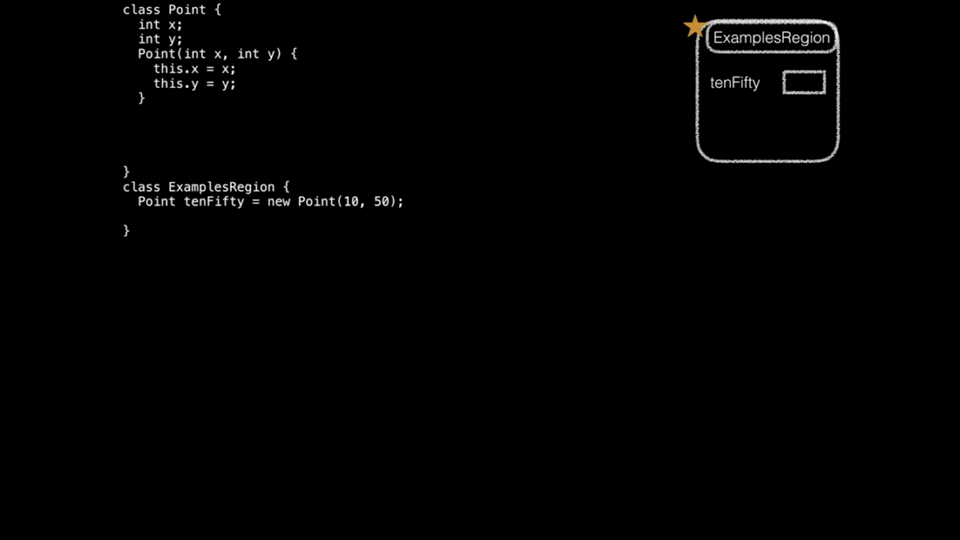 class Point {
  int x;
  int y;
  Point(int x, int y) {
    this.x = x;
    this.y = y;
  }
}
class ExamplesRegion {
  Point tenFifty = new Point(10, 50);
}
ExamplesRegion
tenFifty